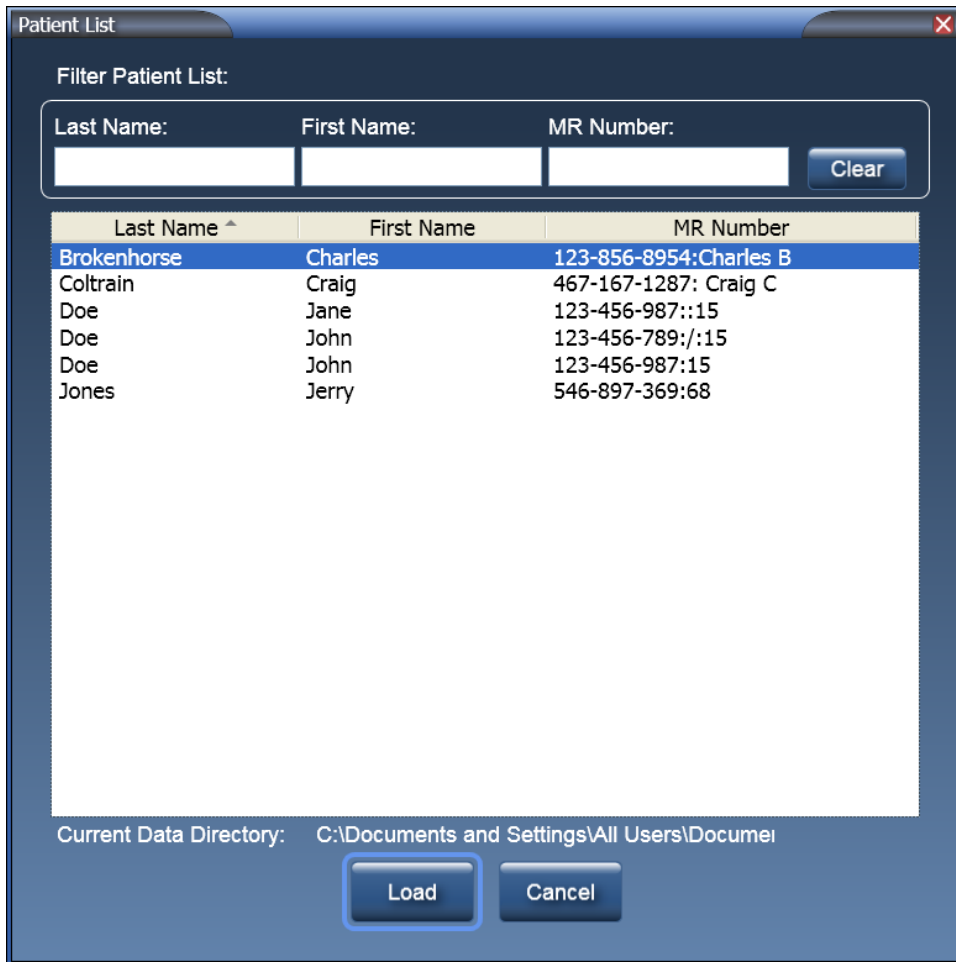 Patient List
Filter Patient List:
Last Name: First Name: MR Number:
Clear
Last Name First Name MR Number
Brokenhorse Charles 123-856-8954:Charles B
Coltrain Craig 467-167-1287: Craig C
Doe Jane 123-456-987::15
Doe John 123-456-789:/:15
Doe John 123-456-987:15
Jones Jerry 546-897-369:68
Current Data Directory: C:\Documents and Settings\All Users\Documer
Load Cancel